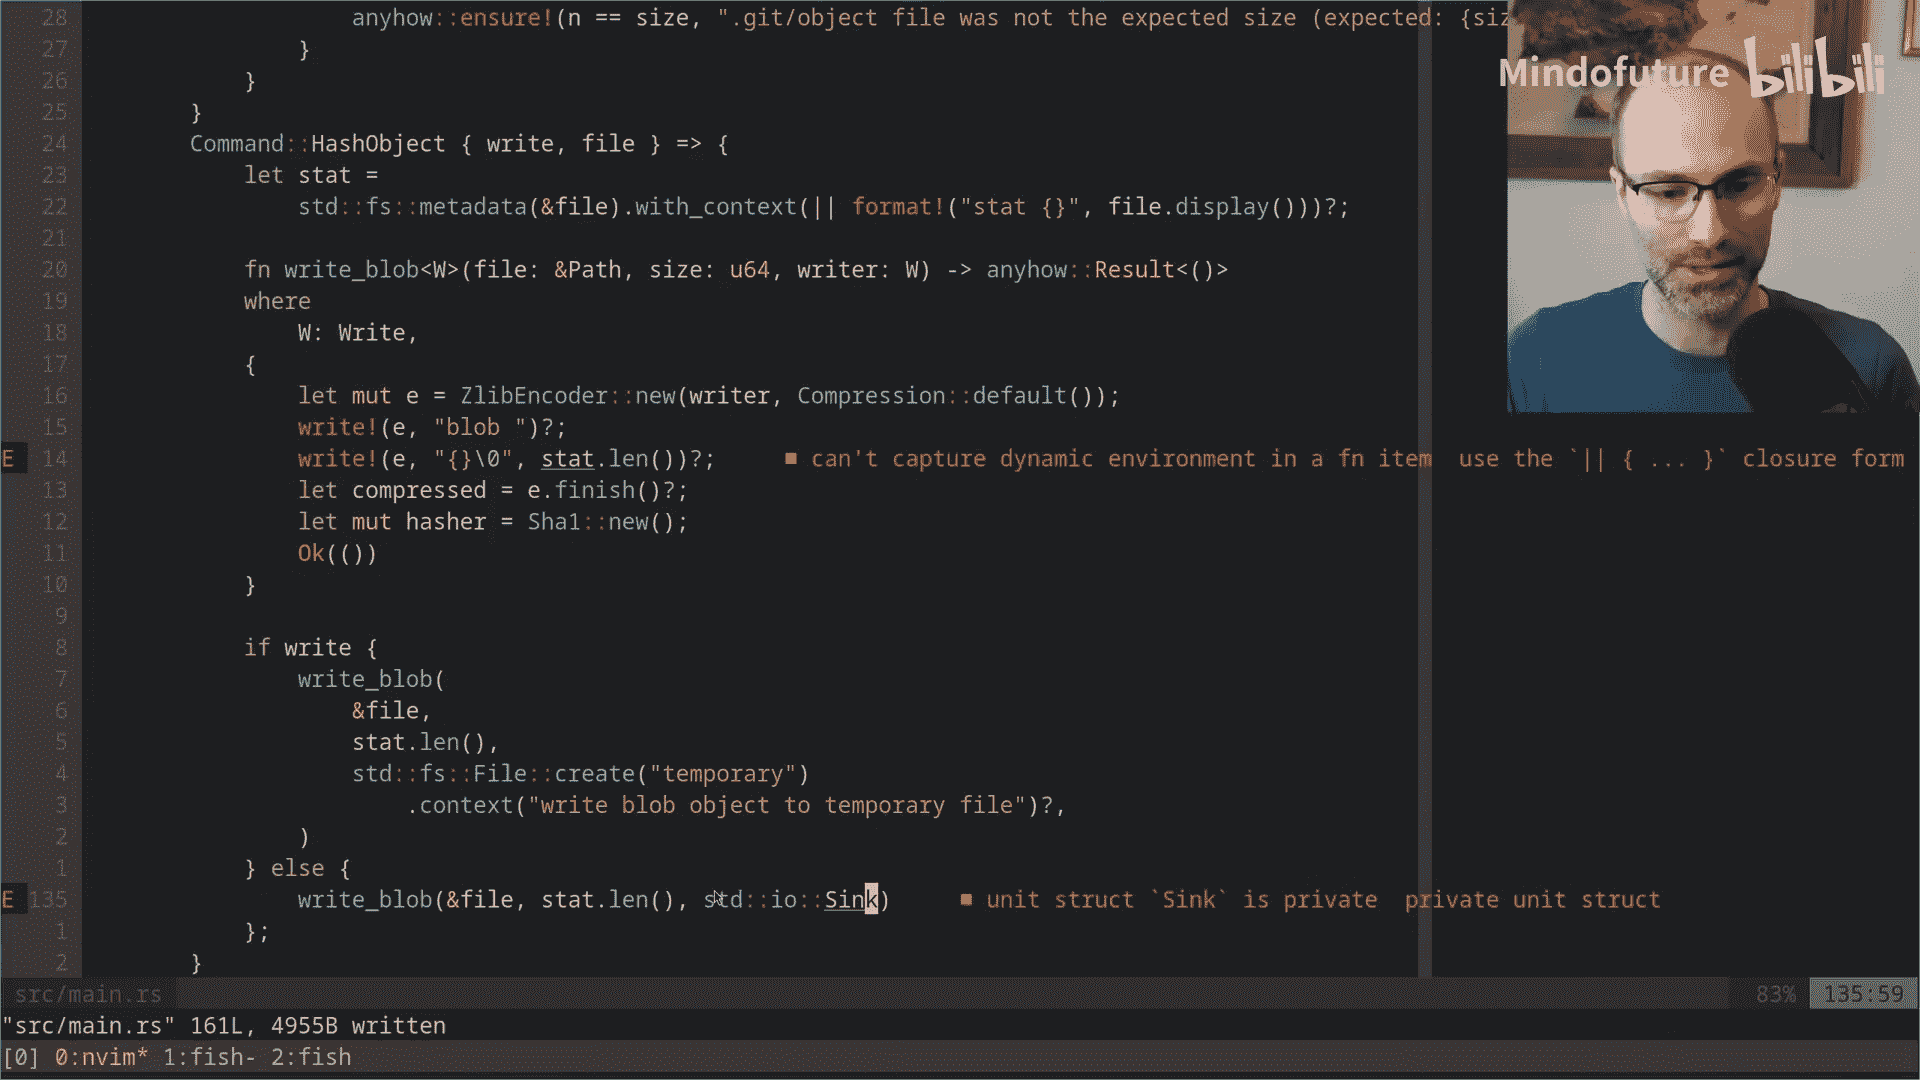 28 anyhow::ensure!(n == size, ".git/object file was not the expected size (expected: {siz
27 }
26 }
25 }
24 Command::HashObject { write, file } => {
23 let stat =
22 std::fs::metadata(&file).with_context(|| format!("stat {}", file.display()))?;
21
20 fn write_blob<W>(file: &Path, size: u64, writer: W) -> anyhow::Result<()>
19 where
18 W: Write,
17 {
16 let mut e = ZlibEncoder::new(writer, Compression::default());
15 write!(e, "blob ")?;
E 14 write!(e, "{}\0", stat.len())?; ■ can't capture dynamic environment in a fn item use the `|| { ... }` closure form
13 let compressed = e.finish()?;
12 let mut hasher = Sha1::new();
11 Ok(())
10 }
9
8 if write {
7 write_blob(
6 &file,
5 stat.len(),
4 std::fs::File::create("temporary")
3 .context("write blob object to temporary file")?,
2 )
1 } else {
E 135 write_blob(&file, stat.len(), std::io::Sink) ■ unit struct `Sink` is private private unit struct
1 };
2 }
src/main.rs 83% 135:59
"src/main.rs" 161L, 4955B written
[0] 0:nvim* 1:fish- 2:fish
Mindofuture bilibili